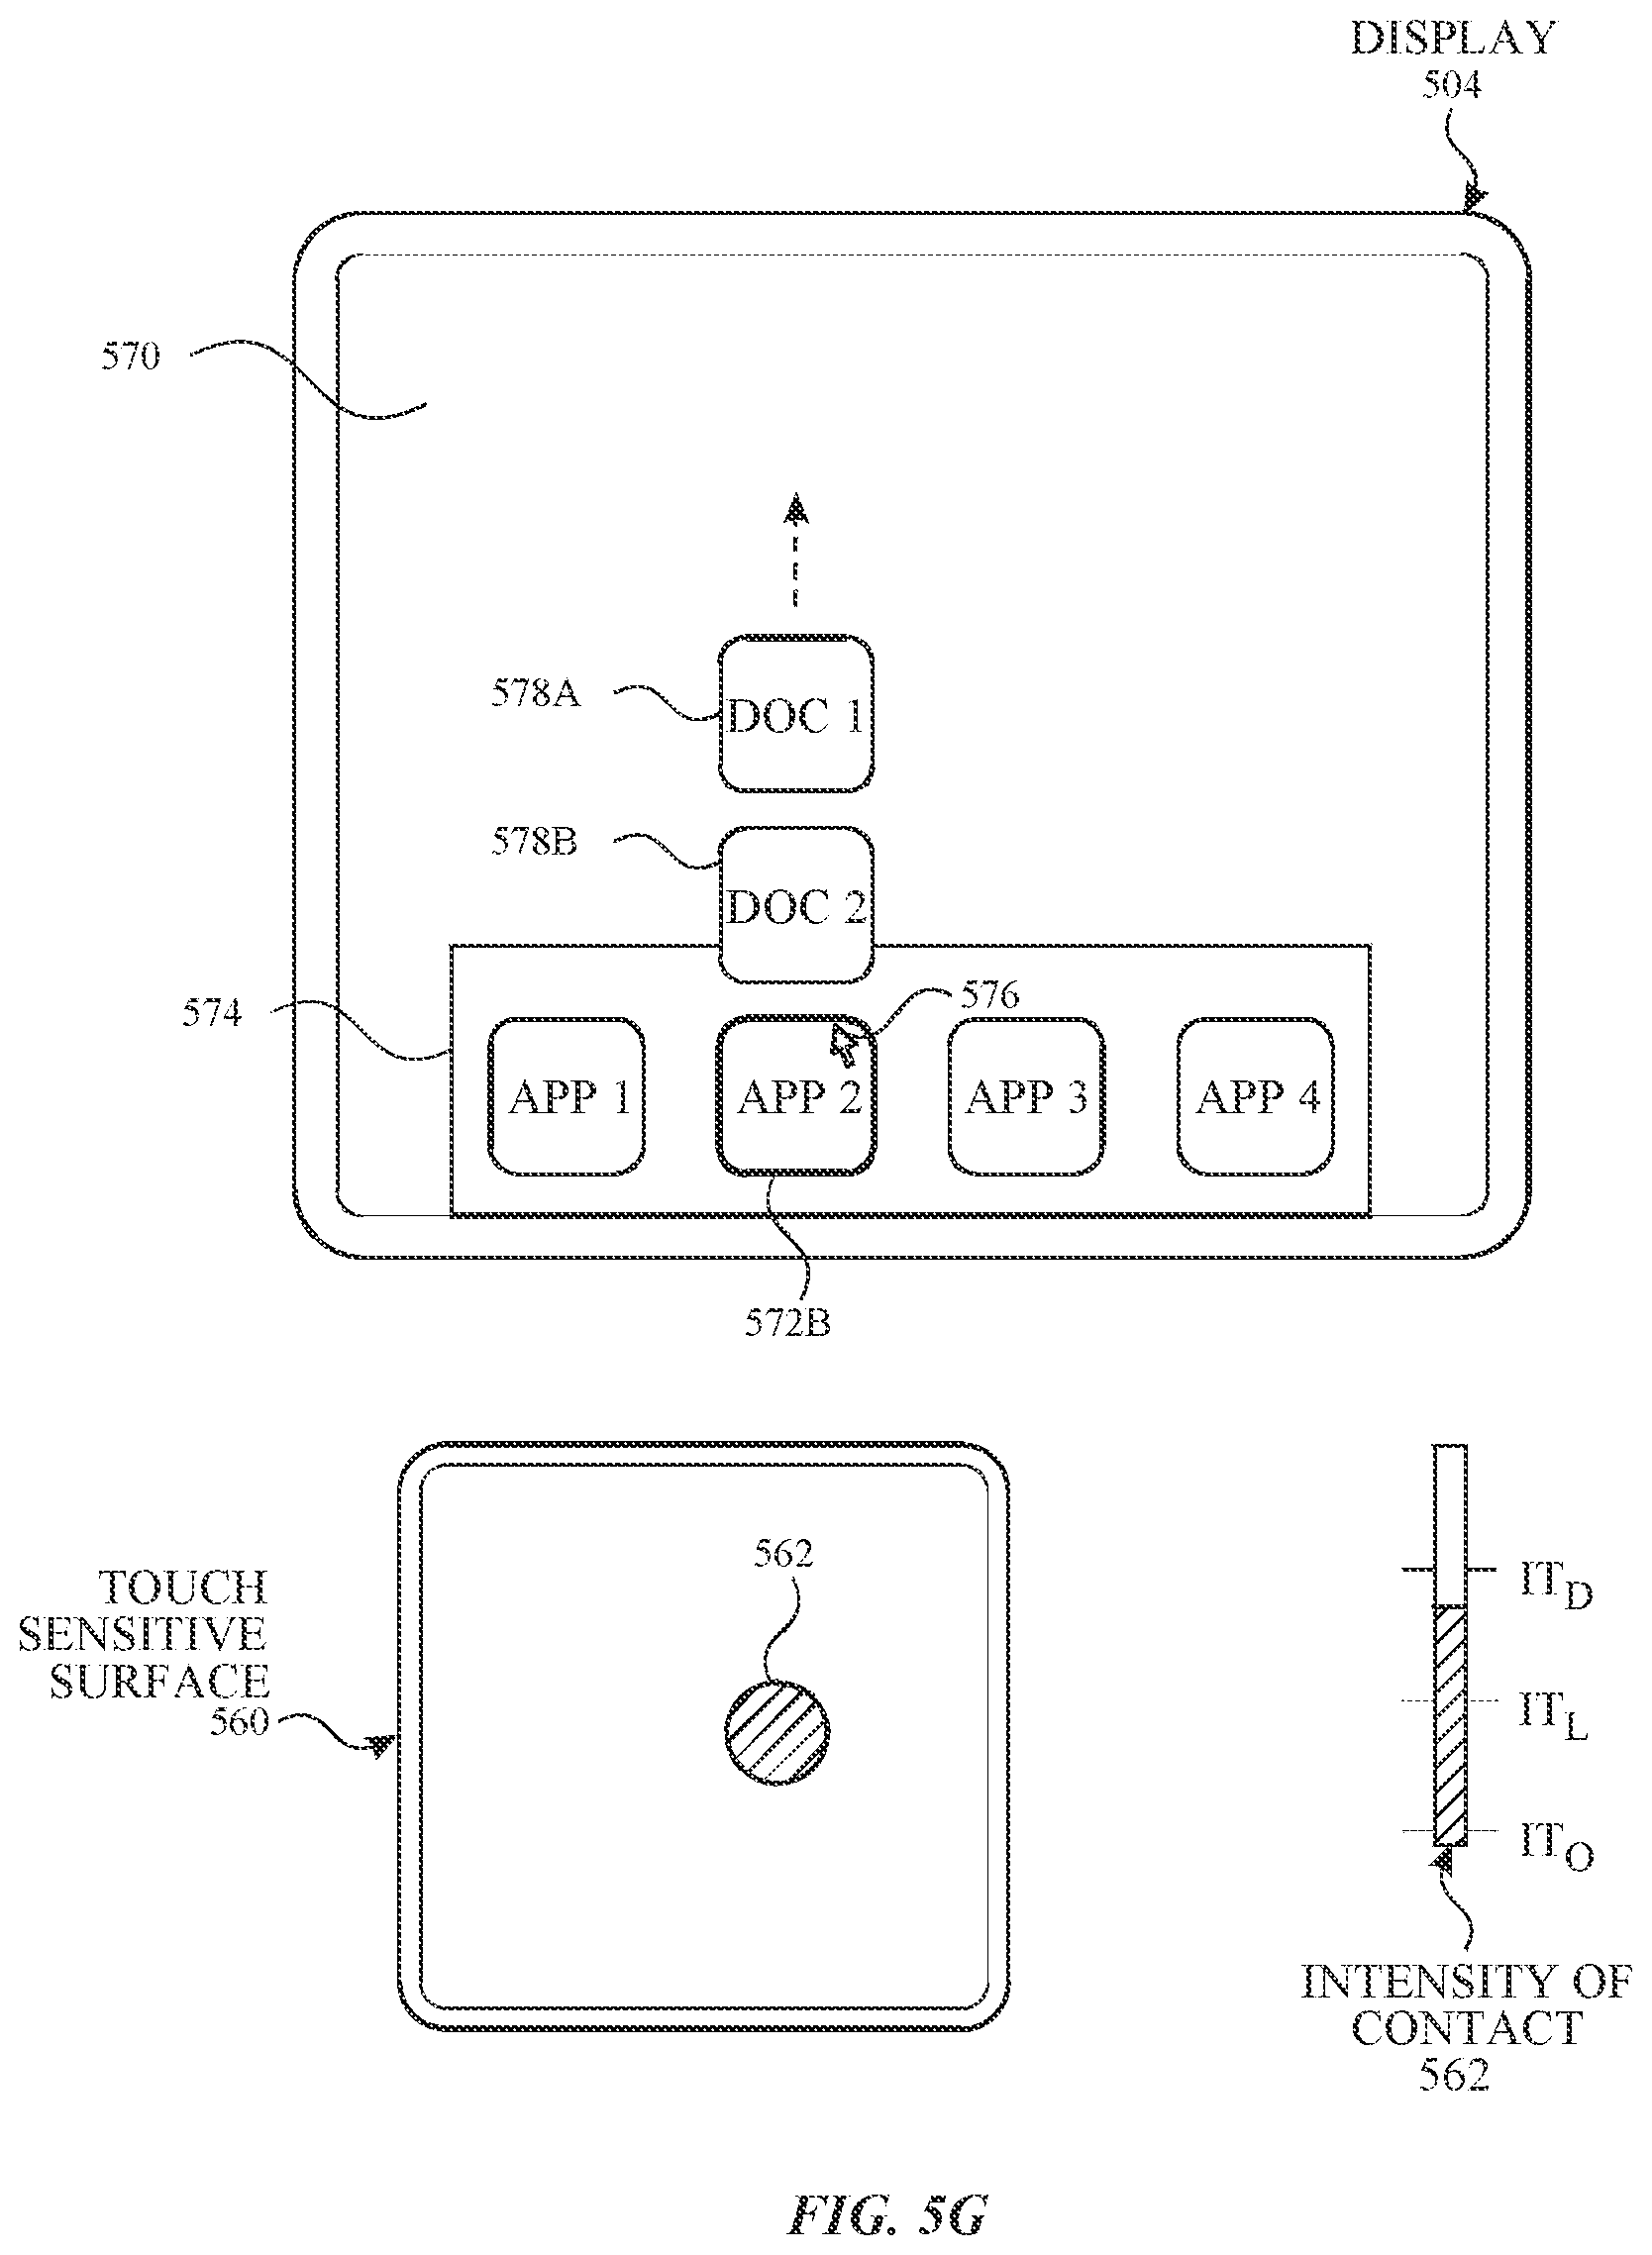 DISPLAY
504
570
578A
DOC 1
578B
DOC 2
574
576
APP 1
APP 2
APP 3
APP 4
572B
562
TOUCH
SENSITIVE
SURFACE
560
IT_D
IT_L
IT_O
INTENSITY OF
CONTACT
562
FIG. 5G